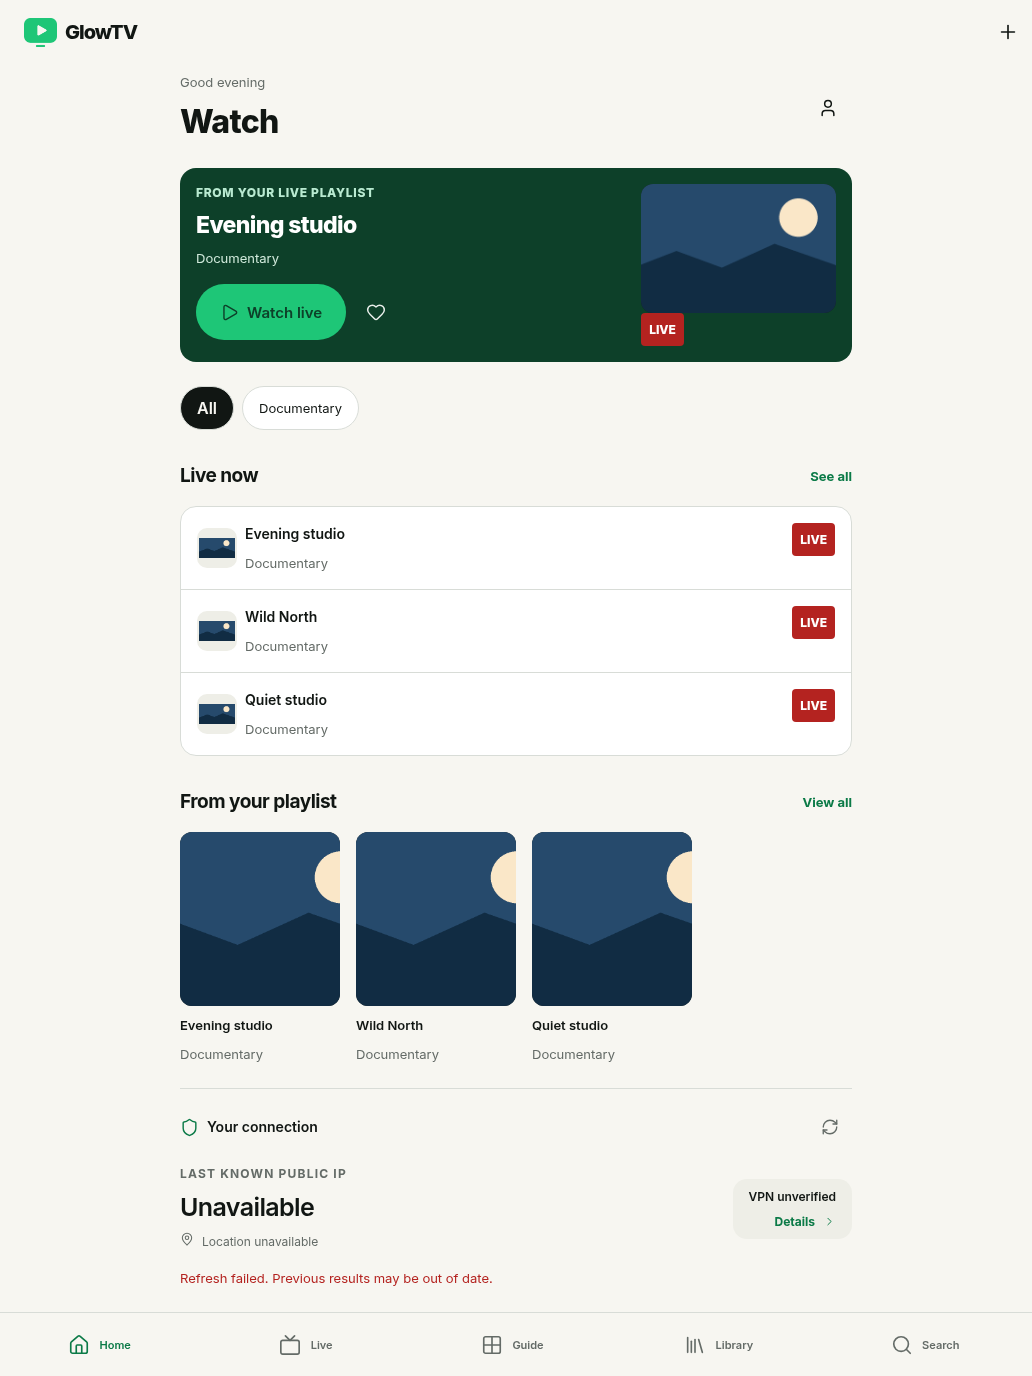 GlowTV
Good evening
Watch
FROM YOUR LIVE PLAYLIST
Evening studio
Documentary
Watch live
LIVE
All
Documentary
Live now
See all
Evening studio
Documentary
LIVE
Wild North
Documentary
LIVE
Quiet studio
Documentary
LIVE
From your playlist
View all
Evening studio
Documentary
Wild North
Documentary
Quiet studio
Documentary
Your connection
LAST KNOWN PUBLIC IP
Unavailable
Location unavailable
VPN unverified
Details
Refresh failed. Previous results may be out of date.
Home
Live
Guide
Library
Search